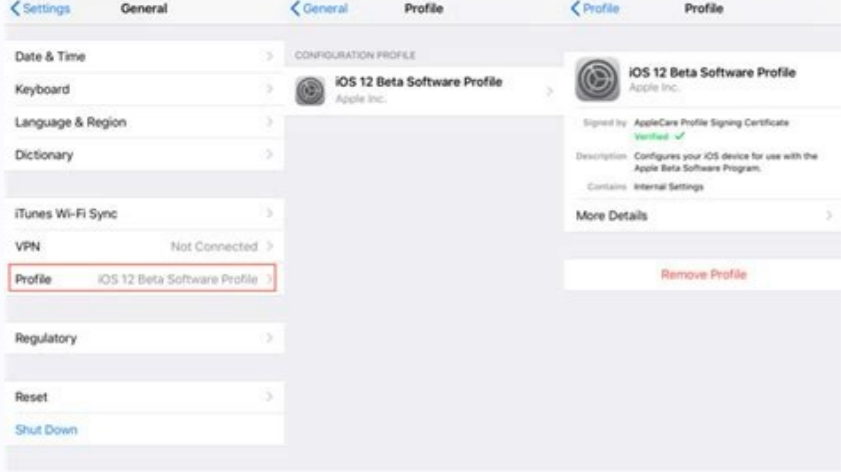 Settings
General
Date & Time
Keyboard
Language & Region
Dictionary
iTunes Wi-Fi Sync
VPN Not Connected
Profile iOS 12 Beta Software Profile
Regulatory
Reset
Shut Down
General
Profile
CONFIGURATION PROFILE
iOS 12 Beta Software Profile
Apple Inc.
Profile
Profile
iOS 12 Beta Software Profile
Apple Inc.
Signed by AppleCare Profile Signing Certificate
Verified ✓
Description Configures your iOS device for use with the
Apple Beta Software Program.
Contains Internal Settings
More Details
Remove Profile